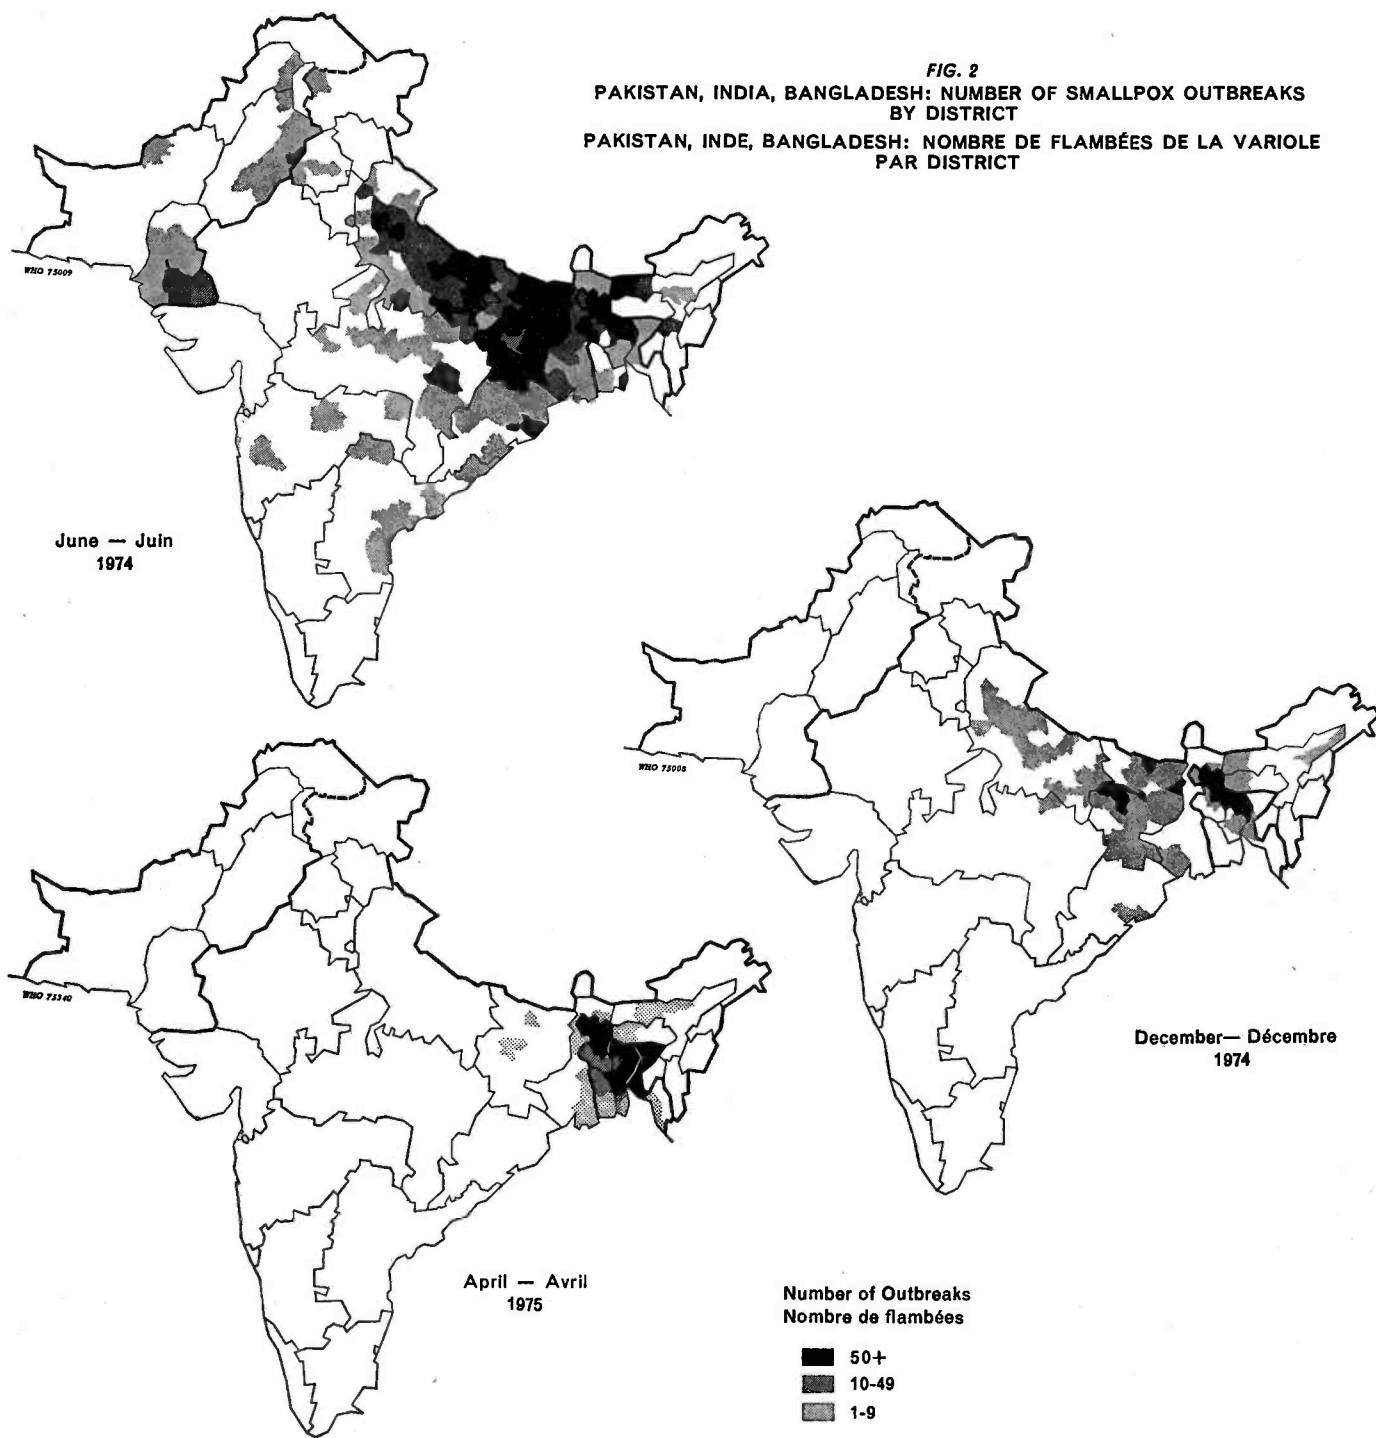 FIG. 2
PAKISTAN, INDIA, BANGLADESH: NUMBER OF SMALLPOX OUTBREAKS
BY DISTRICT
PAKISTAN, INDE, BANGLADESH: NOMBRE DE FLAMBÉES DE LA VARIOLE
PAR DISTRICT
WHO 75009
June — Juin
1974
WHO 75008
December— Décembre
1974
WHO 75340
April — Avril
1975
Number of Outbreaks
Nombre de flambées
50+
10-49
1-9